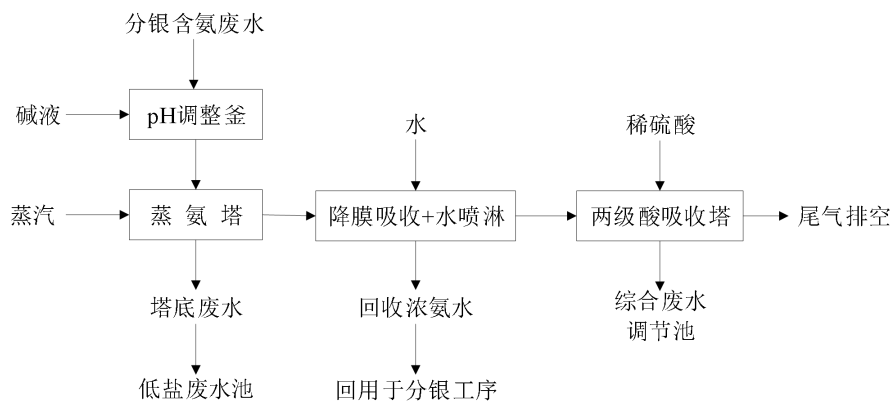 分银含氨废水
碱液
pH调整釜
水
稀硫酸
蒸汽
蒸氨塔
降膜吸收+水喷淋
两级酸吸收塔
尾气排空
塔底废水
回收浓氨水
综合废水
调节池
低盐废水池
回用于分银工序